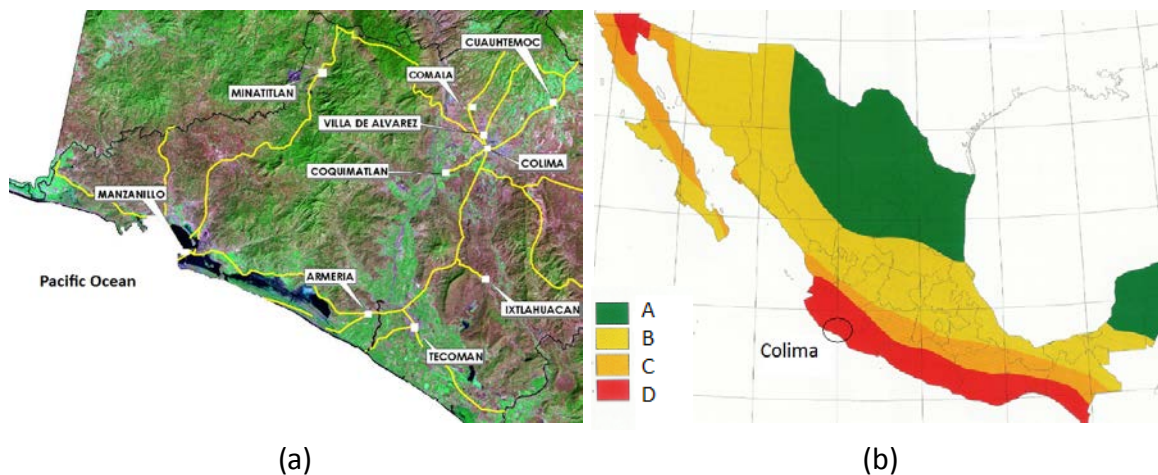 CUAUHTEMOC
COMALA
MINATITLAN
VILLA DE ALVAREZ
COLIMA
COQUIMATLAN
MANZANILLO
Pacific Ocean
ARMERIA
IXTLAHUACAN
TECOMAN
(a)
A
B
C
D
Colima
(b)